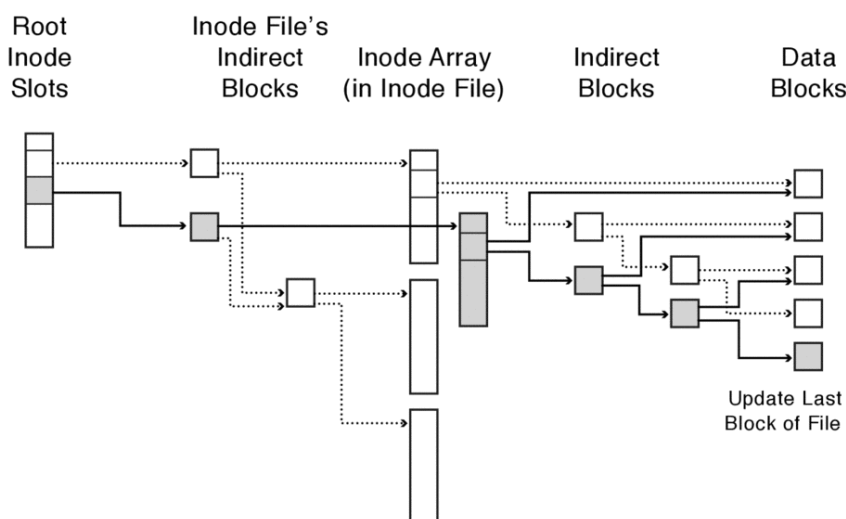 Root
Inode
Slots
Inode File's
Indirect
Blocks
Inode Array
(in Inode File)
Indirect
Blocks
Data
Blocks
Update Last
Block of File